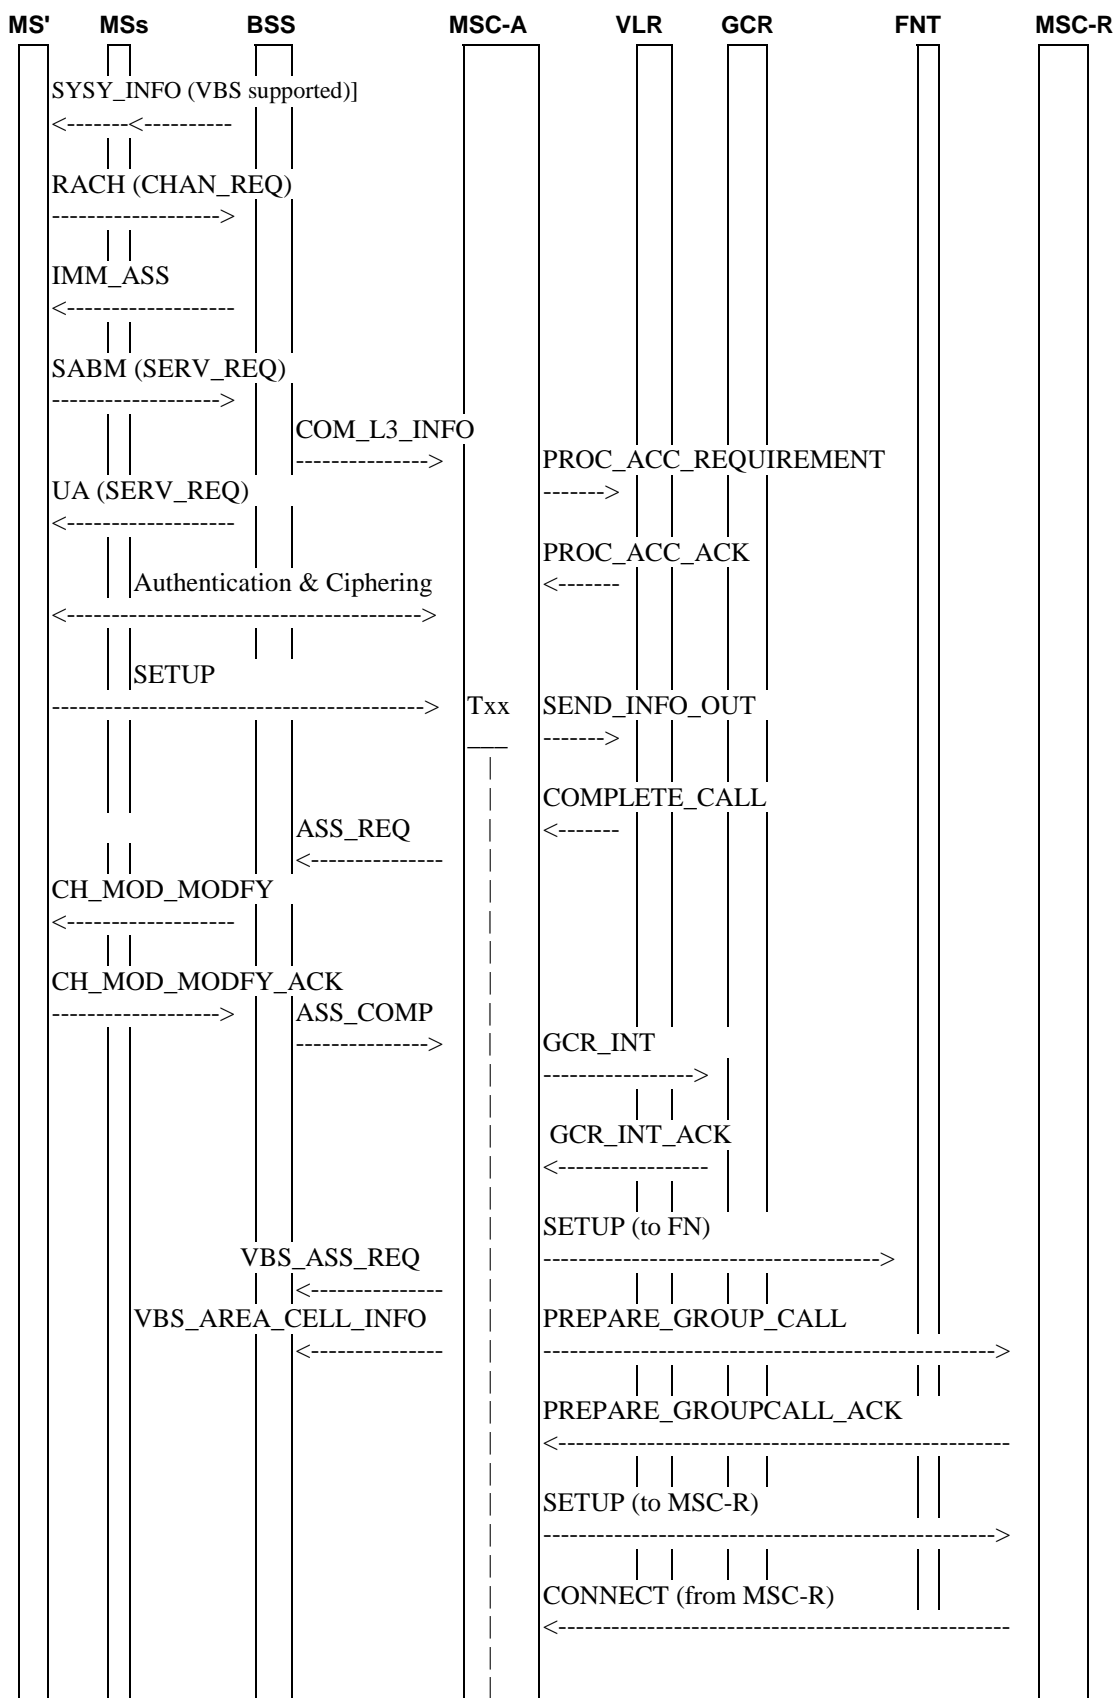 MS' MSs BSS MSC-A VLR GCR FNT MSC-R
SYSY_INFO (VBS supported)]
<-------<----------
RACH (CHAN_REQ)
------------------->
IMM_ASS
<-------------------
SABM (SERV_REQ)
------------------->
COM_L3_INFO
---------------> PROC_ACC_REQUIREMENT
UA (SERV_REQ) ------->
<-------------------
PROC_ACC_ACK
Authentication & Ciphering <-------
<---------------------------------------->
SETUP
------------------------------------------> Txx SEND_INFO_OUT
___ ------->
COMPLETE_CALL
ASS_REQ <-------
<---------------
CH_MOD_MODFY
<-------------------
CH_MOD_MODFY_ACK
-------------------> ASS_COMP
---------------> GCR_INT
----------------->
GCR_INT_ACK
<-----------------
SETUP (to FN)
VBS_ASS_REQ -------------------------------------->
<---------------
VBS_AREA_CELL_INFO PREPARE_GROUP_CALL
<--------------- --------------------------------------------------->
PREPARE_GROUPCALL_ACK
<---------------------------------------------------
SETUP (to MSC-R)
--------------------------------------------------->
CONNECT (from MSC-R)
<---------------------------------------------------